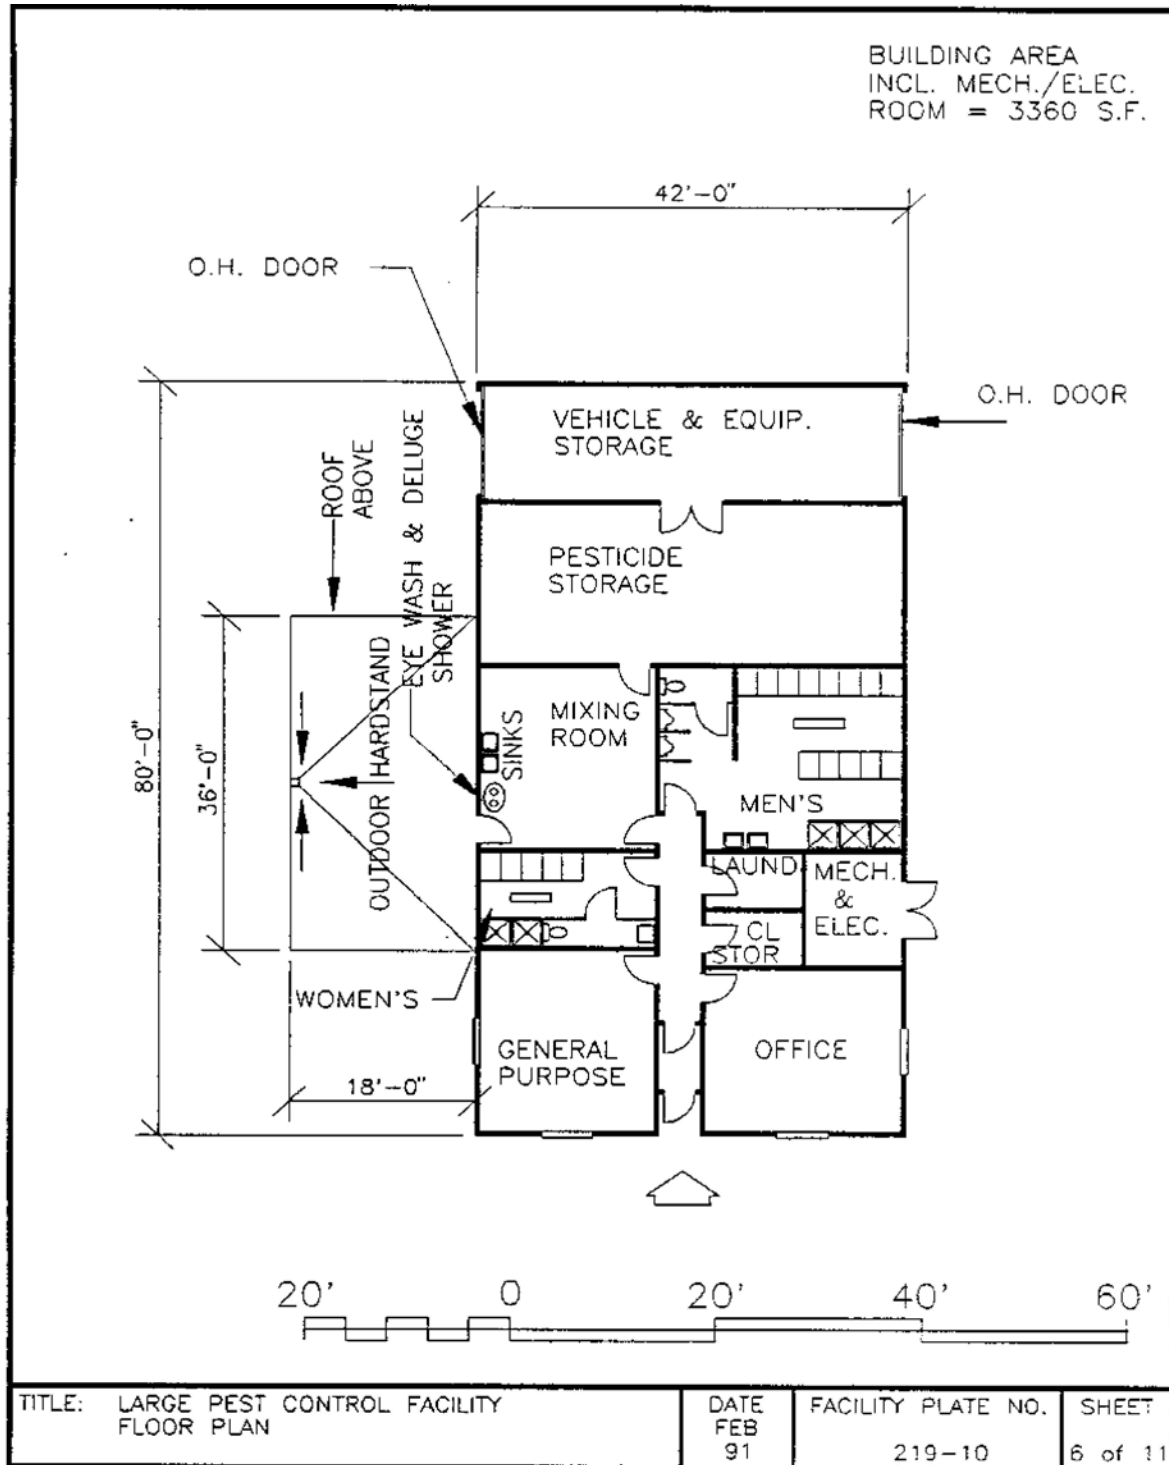 BUILDING AREA
INCL. MECH./ELEC.
ROOM = 3360 S.F.
42'-0"
O.H. DOOR
O.H. DOOR
VEHICLE & EQUIP.
STORAGE
ROOF
ABOVE
EYE WASH & DELUGE
SHOWER
PESTICIDE
STORAGE
80'-0"
36'-0"
OUTDOOR HARDSTAND
SINKS
MIXING
ROOM
MEN'S
LAUND.
MECH.
&
ELEC.
CL
STOR
WOMEN'S
GENERAL
PURPOSE
OFFICE
18'-0"
20' 0 20' 40' 60'
TITLE: LARGE PEST CONTROL FACILITY
FLOOR PLAN
DATE
FEB
91
FACILITY PLATE NO.
219-10
SHEET
6 of 11